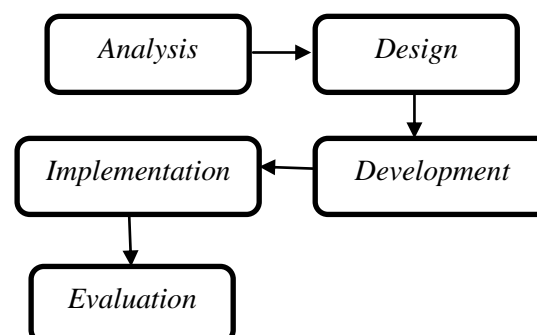 Analysis
Design
Development
Implementation
Evaluation